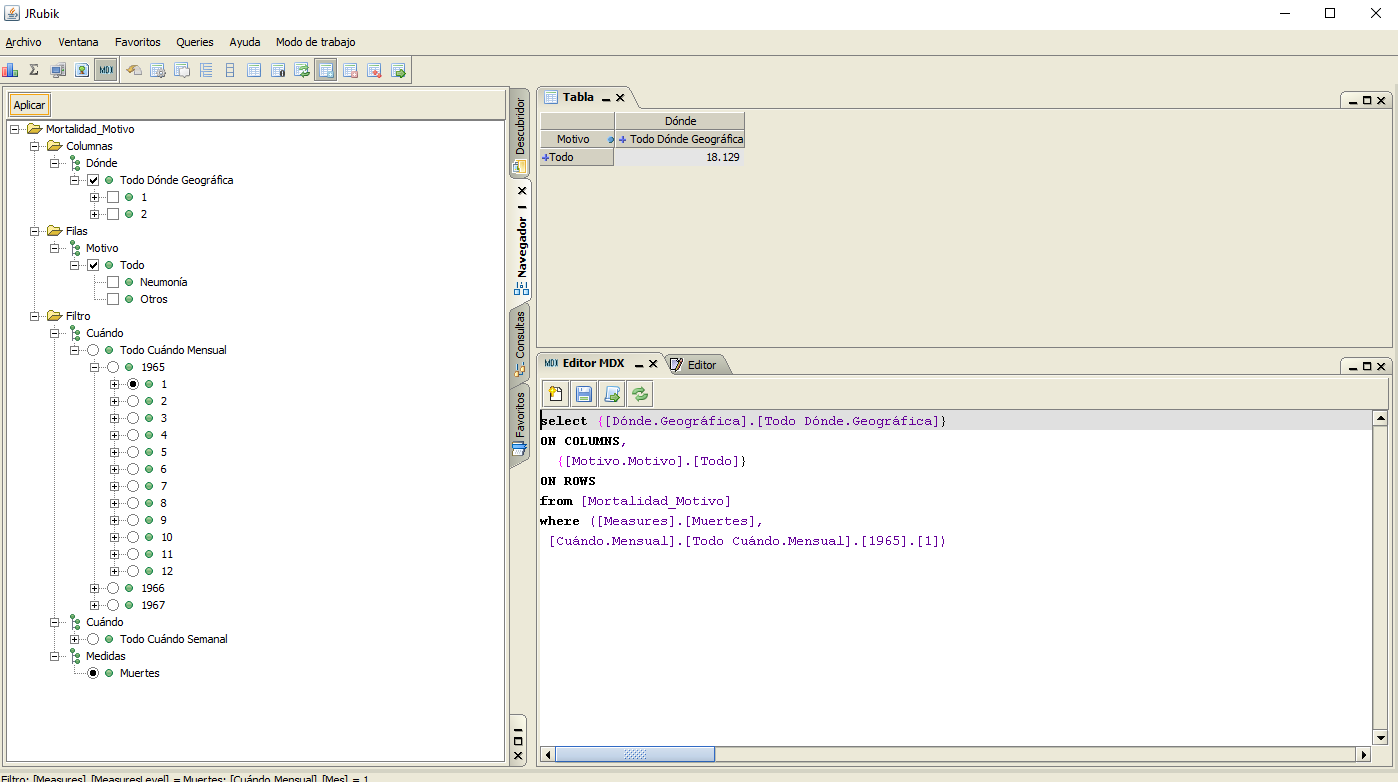 JRubik
Archivo Ventana Favoritos Queries Ayuda Modo de trabajo
MDX
Aplicar
Mortalidad_Motivo
Columnas
Dónde
Todo Dónde Geográfica
1
2
Filas
Motivo
Todo
Neumonía
Otros
Filtro
Cuándo
Todo Cuándo Mensual
1965
1
2
3
4
5
6
7
8
9
10
11
12
1966
1967
Cuándo
Todo Cuándo Semanal
Medidas
Muertes
Descubridor
Navegador
Consultas
Favoritos
Tabla
Dónde
Motivo Todo Dónde Geográfica
Todo 18.129
MDX Editor MDX Editor
select {[Dónde.Geográfica].[Todo Dónde.Geográfica]}
ON COLUMNS,
{[Motivo.Motivo].[Todo]}
ON ROWS
from [Mortalidad_Motivo]
where ([Measures].[Muertes],
[Cuándo.Mensual].[Todo Cuándo.Mensual].[1965].[1])
Filtro: [Measures].[MeasuresLevel] = Muertes; [Cuándo.Mensual].[Mes] = 1